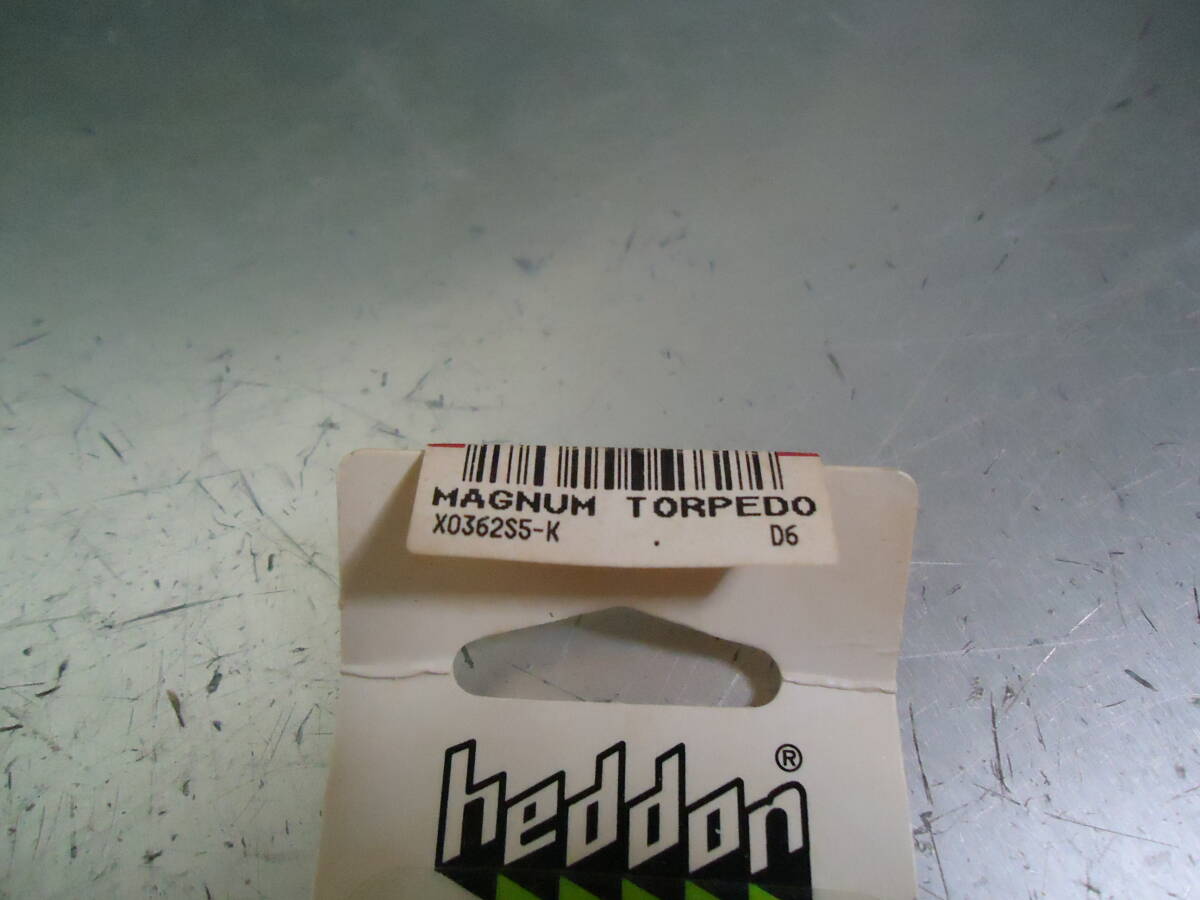 MAGNUM TORPEDO
X0362S5-K . D6
heddon®